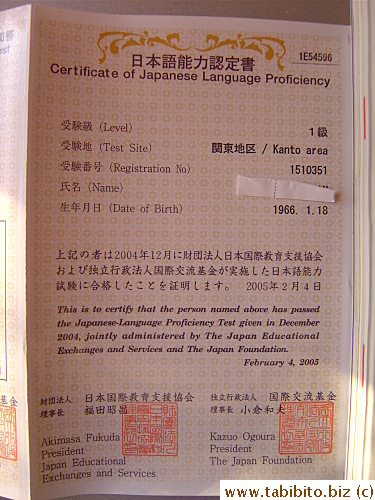 日本語能力認定書
1E54596
Certificate of Japanese Language Proficiency
受験級 (Level) 1級
受験地 (Test Site) 関東地区 / Kanto area
受験番号 (Registration No) 1510351
氏名 (Name)
生年月日 (Date of Birth) 1966. 1.18
上記の者は2004年12月に財団法人日本国際教育支援協会
および独立行政法人国際交流基金が実施した日本語能力
試験に合格したことを証明します。 2005年2月4日
This is to certify that the person named above has passed
the Japanese-Language Proficiency Test given in December
2004, jointly administered by The Japan Educational
Exchanges and Services and The Japan Foundation.
February 4, 2005
財団法人 日本国際教育支援協会
理事長 福田昭昌
Akimasa Fukuda
President
Japan Educational
Exchanges and Services
独立行政法人 国際交流基金
理事長 小倉和夫
Kazuo Ogoura
President
The Japan Foundation
www.tabibito.biz (c)